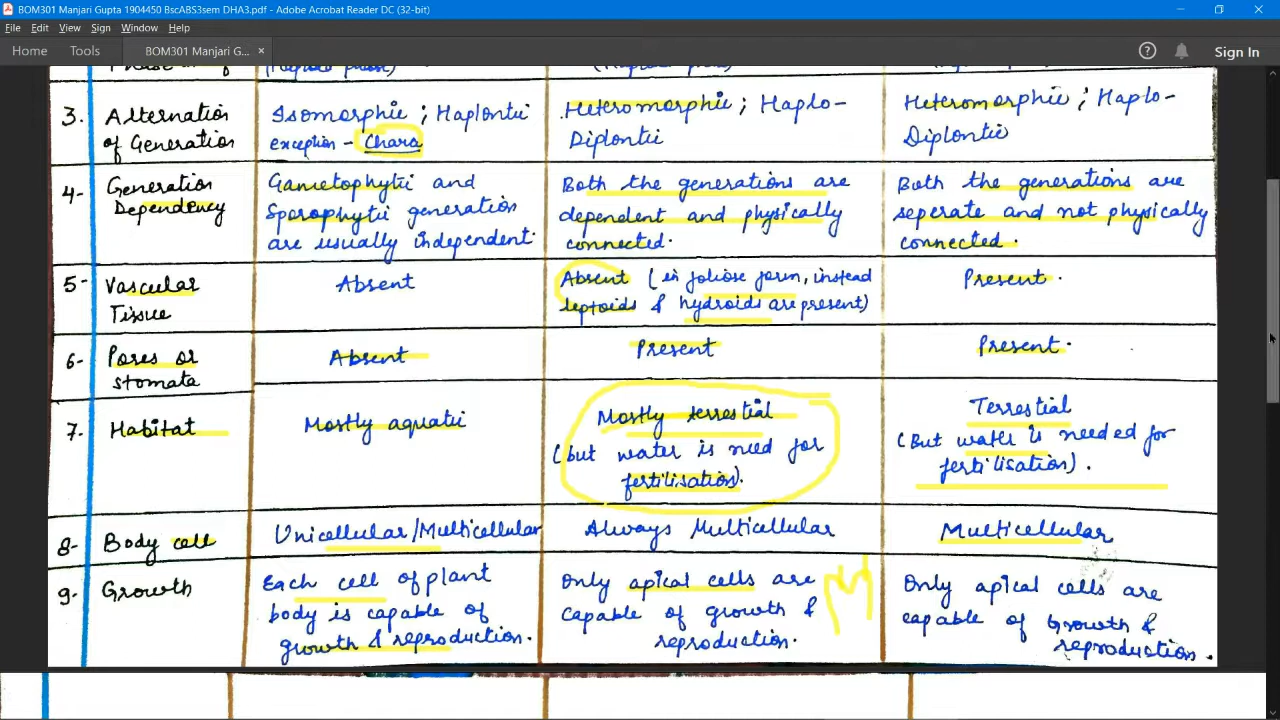 BOM301 Manjari Gupta 1904450 BscABS3sem DHA3.pdf - Adobe Acrobat Reader DC (32-bit)
File Edit View Sign Window Help
Home Tools BOM301 Manjari G... × Sign In
3. Alternation of Generation
Isomorphic ; Haplontic
exception - Chara
Heteromorphic ; Haplo-
Diplontic
Heteromorphic ; Haplo-
Diplontic
4- Generation
Dependency
Gametophytic and
Sporophytic generation
are usually independent.
Both the generations are
dependent and physically
connected.
Both the generations are
seperate and not physically
connected.
5- Vascular
Tissue
Absent
Absent (in foliose form, instead
leptoids & hydroids are present)
Present.
6- Pores or
stomata
Absent
Present
Present.
7. Habitat
Mostly aquatic
Mostly terrestial
(but water is need for
fertilisation).
Terrestial
(But water is needed for
fertilisation).
8- Body cell
Unicellular/Multicellular
Always Multicellular
Multicellular
9- Growth
Each cell of plant
body is capable of
growth & reproduction.
Only apical cells are
capable of growth &
reproduction.
Only apical cells are
capable of Growth &
reproduction.